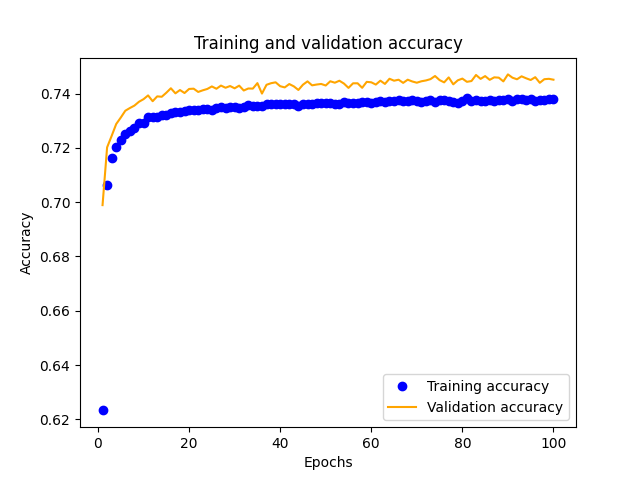 Training and validation accuracy
0.74
0.72
0.70
0.68
0.66
0.64
0.62
Accuracy
Training accuracy
Validation accuracy
0 20 40 60 80 100
Epochs